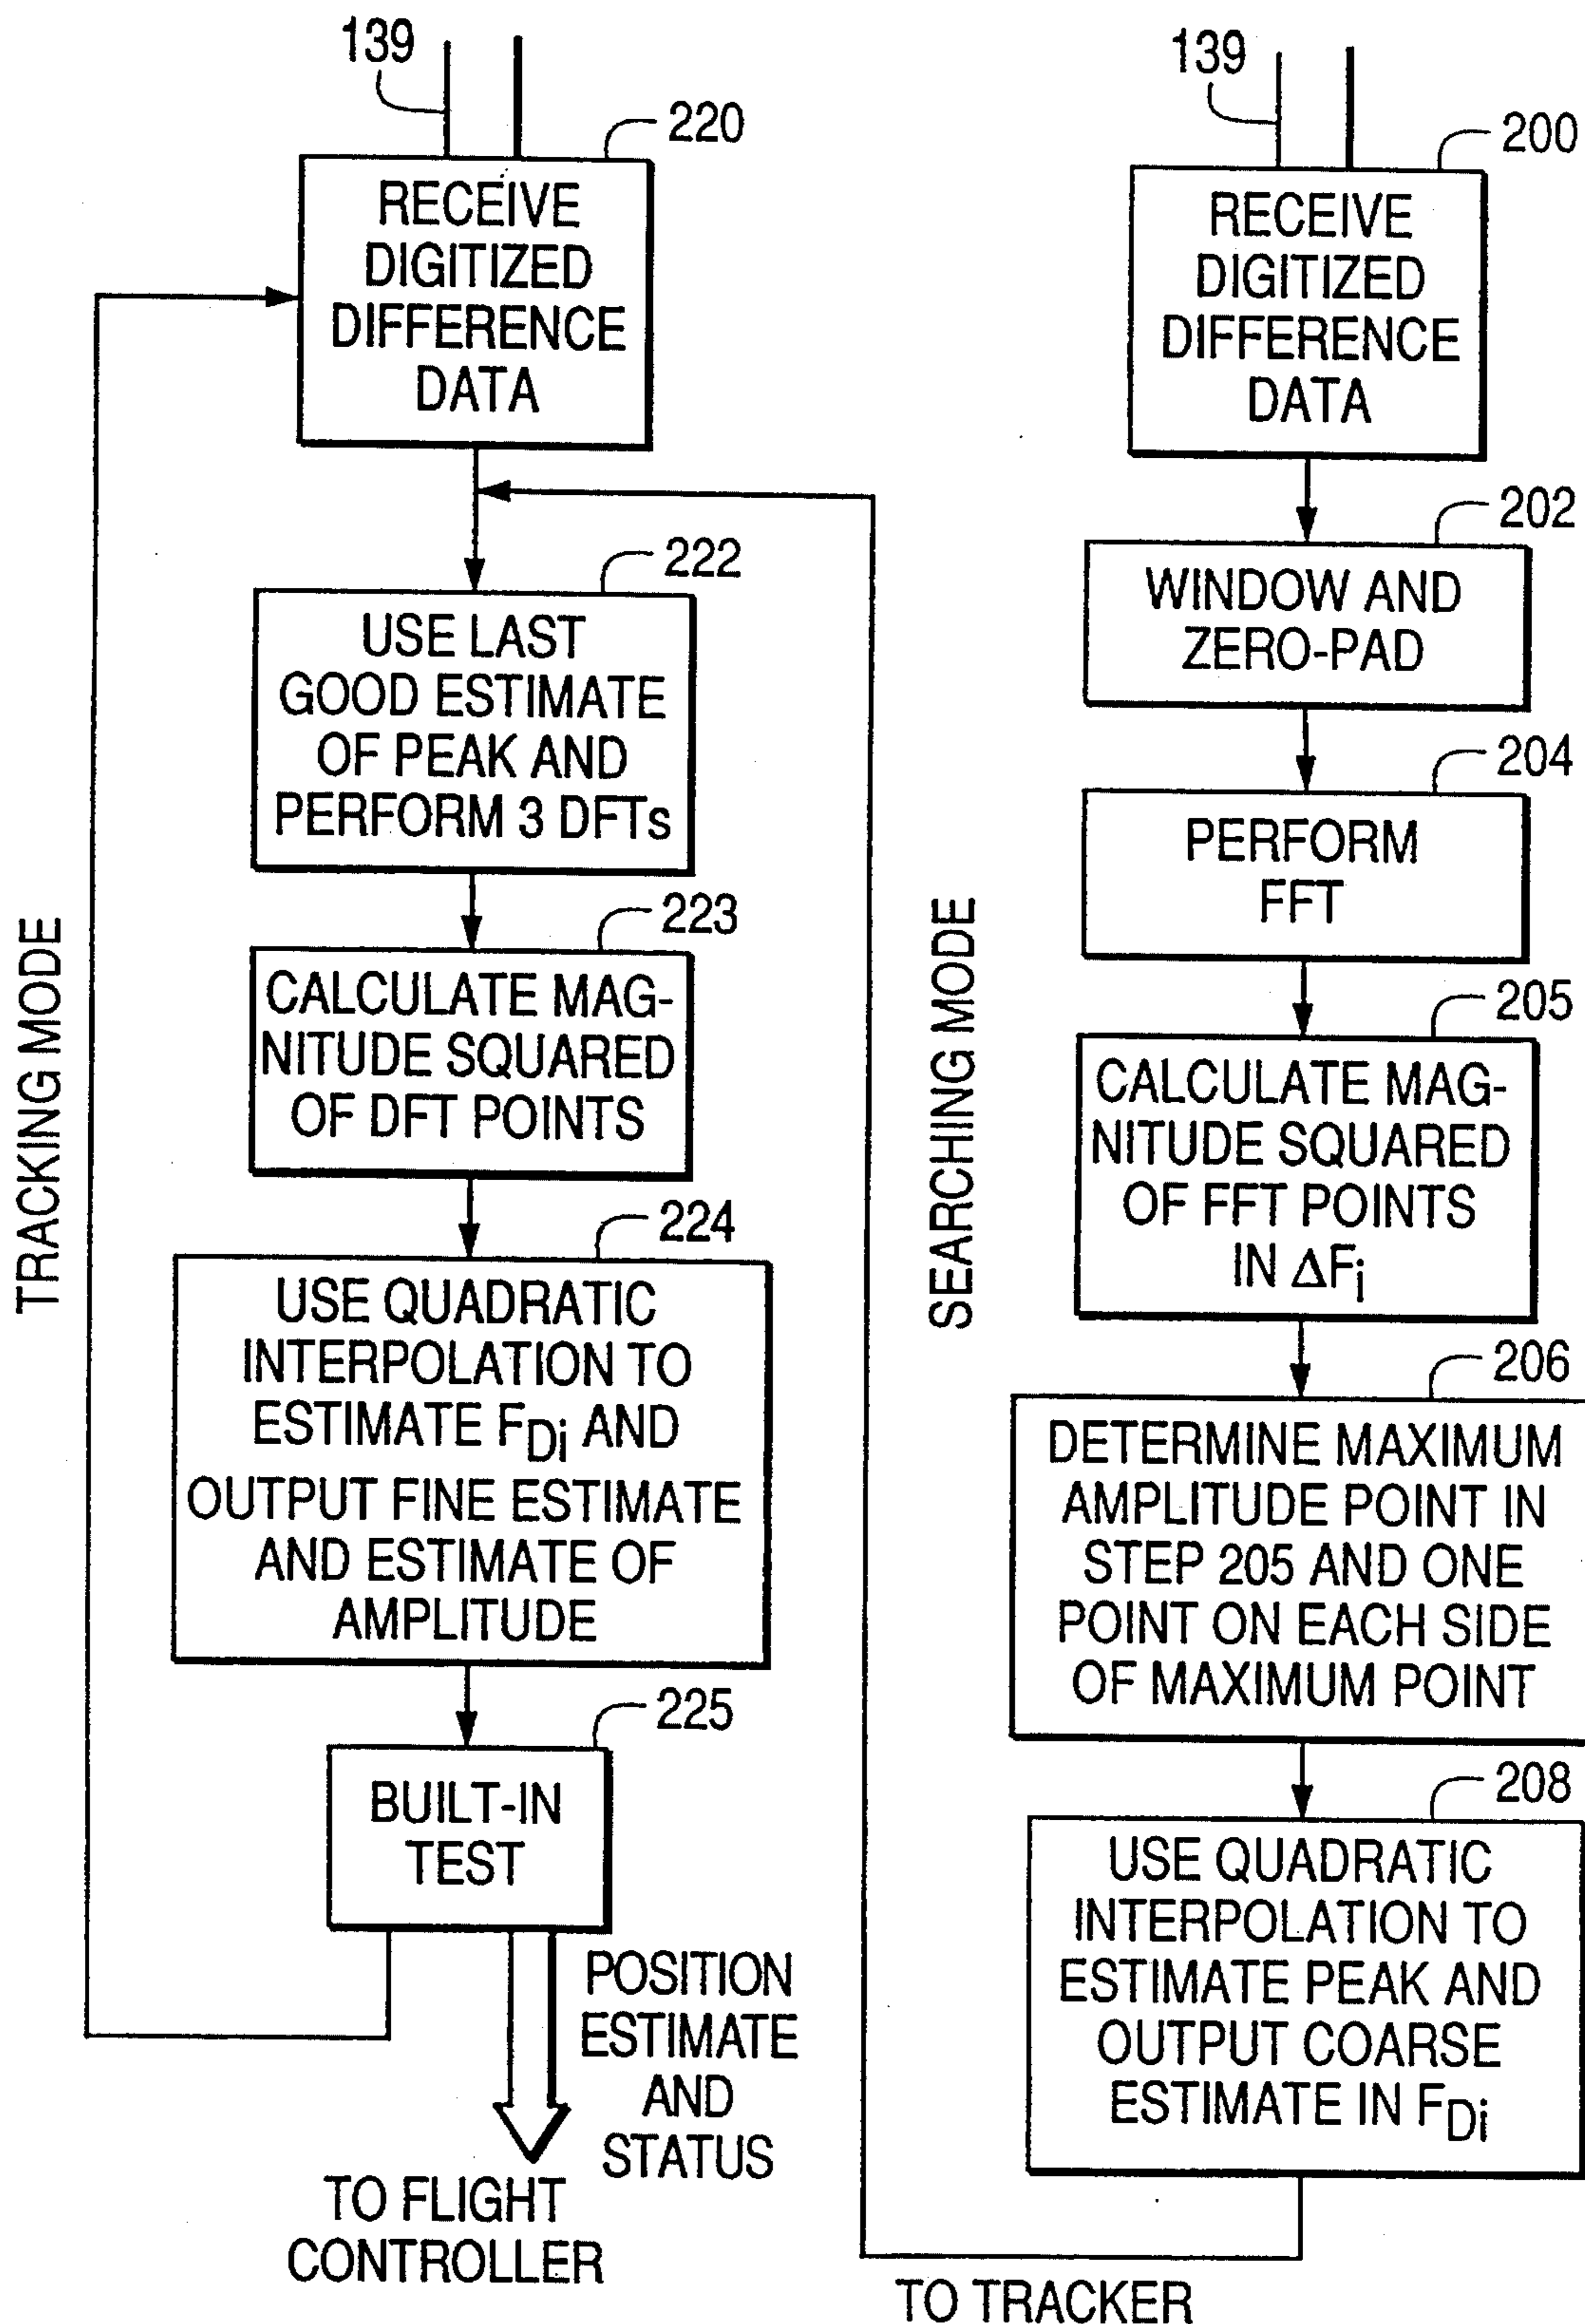 139
220
RECEIVE
DIGITIZED
DIFFERENCE
DATA
222
USE LAST
GOOD ESTIMATE
OF PEAK AND
PERFORM 3 DFTs
223
CALCULATE MAG-
NITUDE SQUARED
OF DFT POINTS
224
USE QUADRATIC
INTERPOLATION TO
ESTIMATE FDi AND
OUTPUT FINE ESTIMATE
AND ESTIMATE OF
AMPLITUDE
225
BUILT-IN
TEST
POSITION
ESTIMATE
AND
STATUS
TO FLIGHT
CONTROLLER
TRACKING MODE
139
200
RECEIVE
DIGITIZED
DIFFERENCE
DATA
202
WINDOW AND
ZERO-PAD
204
PERFORM
FFT
205
CALCULATE MAG-
NITUDE SQUARED
OF FFT POINTS
IN ΔFi
206
DETERMINE MAXIMUM
AMPLITUDE POINT IN
STEP 205 AND ONE
POINT ON EACH SIDE
OF MAXIMUM POINT
208
USE QUADRATIC
INTERPOLATION TO
ESTIMATE PEAK AND
OUTPUT COARSE
ESTIMATE IN FDi
SEARCHING MODE
TO TRACKER